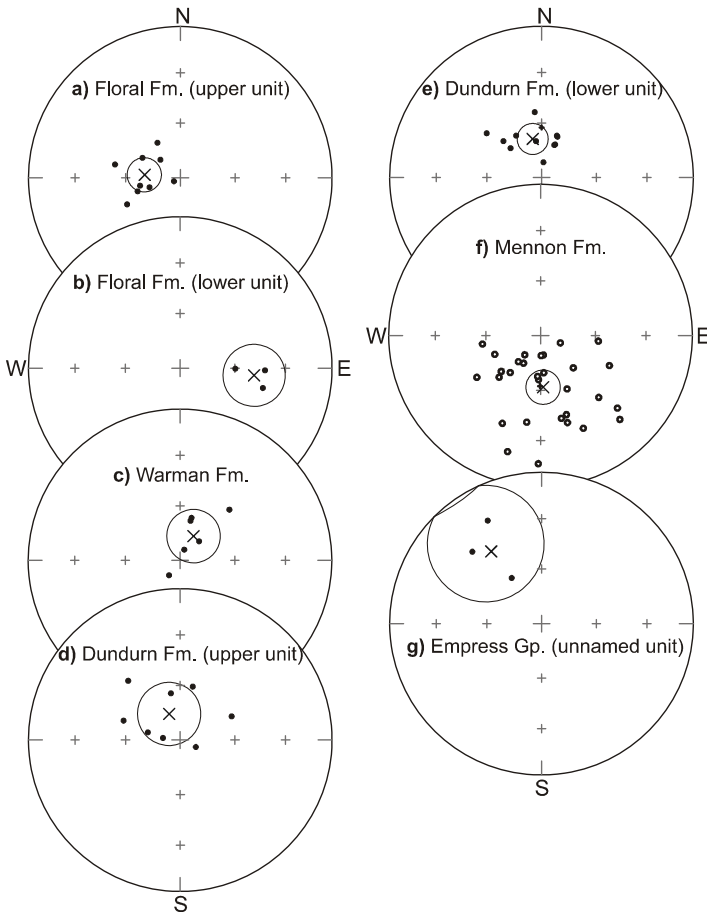 N
a) Floral Fm. (upper unit)
b) Floral Fm. (lower unit)
W
E
c) Warman Fm.
d) Dundurn Fm. (upper unit)
S
N
e) Dundurn Fm. (lower unit)
f) Mennon Fm.
W
E
g) Empress Gp. (unnamed unit)
S